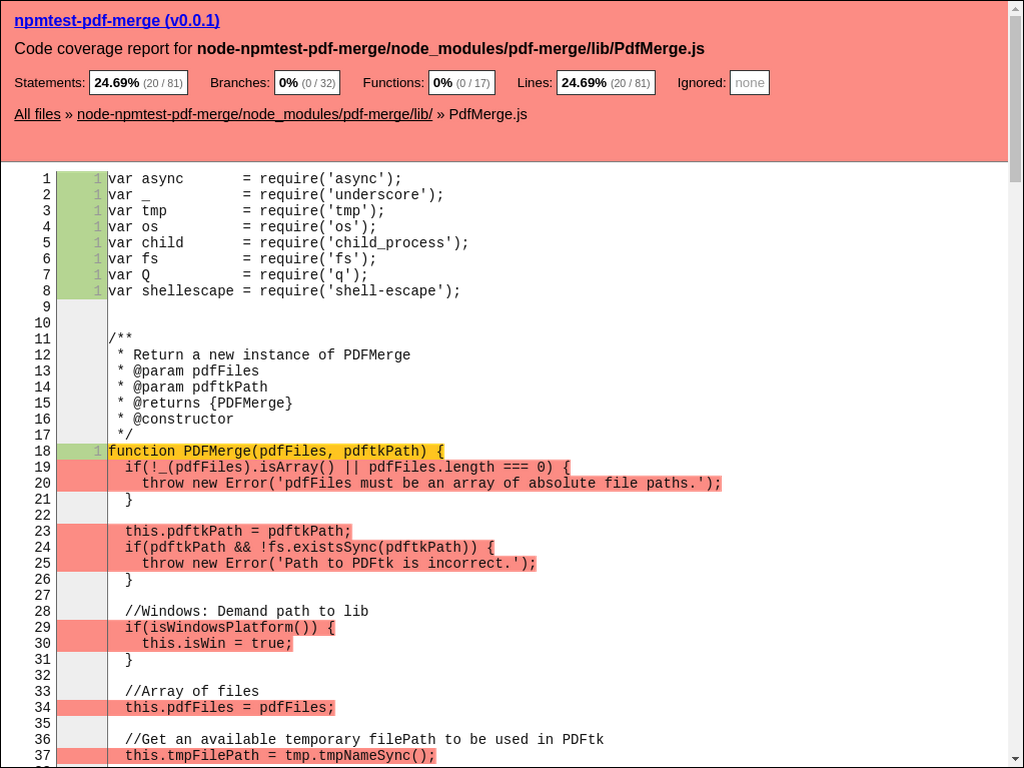 npmtest-pdf-merge (v0.0.1)
Code coverage report for node-npmtest-pdf-merge/node_modules/pdf-merge/lib/PdfMerge.js
Statements: 24.69% (20 / 81) Branches: 0% (0 / 32) Functions: 0% (0 / 17) Lines: 24.69% (20 / 81) Ignored: none
All files » node-npmtest-pdf-merge/node_modules/pdf-merge/lib/ » PdfMerge.js
1 1 var async       = require('async');
2 1 var _           = require('underscore');
3 1 var tmp         = require('tmp');
4 1 var os          = require('os');
5 1 var child       = require('child_process');
6 1 var fs          = require('fs');
7 1 var Q           = require('q');
8 1 var shellescape = require('shell-escape');
9
10
11 /**
12  * Return a new instance of PDFMerge
13  * @param pdfFiles
14  * @param pdftkPath
15  * @returns {PDFMerge}
16  * @constructor
17  */
18 1 function PDFMerge(pdfFiles, pdftkPath) {
19   if(!_(pdfFiles).isArray() || pdfFiles.length === 0) {
20     throw new Error('pdfFiles must be an array of absolute file paths.');
21   }
22
23   this.pdftkPath = pdftkPath;
24   if(pdftkPath && !fs.existsSync(pdftkPath)) {
25     throw new Error('Path to PDFtk is incorrect.');
26   }
27
28   //Windows: Demand path to lib
29   if(isWindowsPlatform()) {
30     this.isWin = true;
31   }
32
33   //Array of files
34   this.pdfFiles = pdfFiles;
35
36   //Get an available temporary filePath to be used in PDFtk
37   this.tmpFilePath = tmp.tmpNameSync();